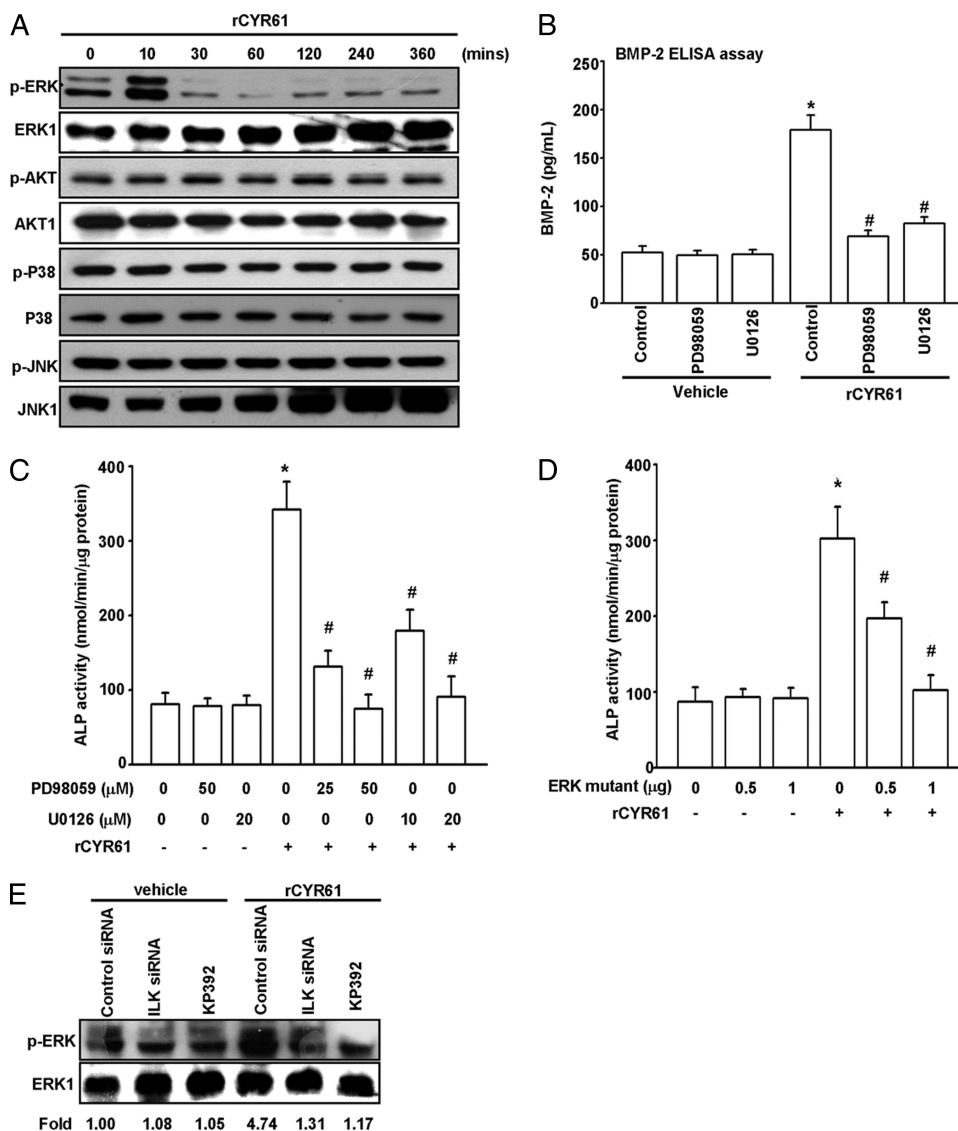 A
rCYR61
0 10 30 60 120 240 360 (mins)
p-ERK
ERK1
p-AKT
AKT1
p-P38
P38
p-JNK
JNK1
B
BMP-2 ELISA assay
BMP-2 (pg/mL)
250
200
150
100
50
0
*
#
#
Control
PD98059
U0126
Control
PD98059
U0126
Vehicle
rCYR61
C
ALP activity (nmol/min/μg protein)
400
300
200
100
0
*
#
#
#
#
PD98059 (μM) 0 50 0 0 25 50 0 0
U0126 (μM) 0 0 20 0 0 0 10 20
rCYR61 - - - + + + + +
D
ALP activity (nmol/min/μg protein)
400
300
200
100
0
*
#
#
ERK mutant (μg) 0 0.5 1 0 0.5 1
rCYR61 - - - + + +
E
vehicle
rCYR61
Control siRNA
ILK siRNA
KP392
Control siRNA
ILK siRNA
KP392
p-ERK
ERK1
Fold 1.00 1.08 1.05 4.74 1.31 1.17